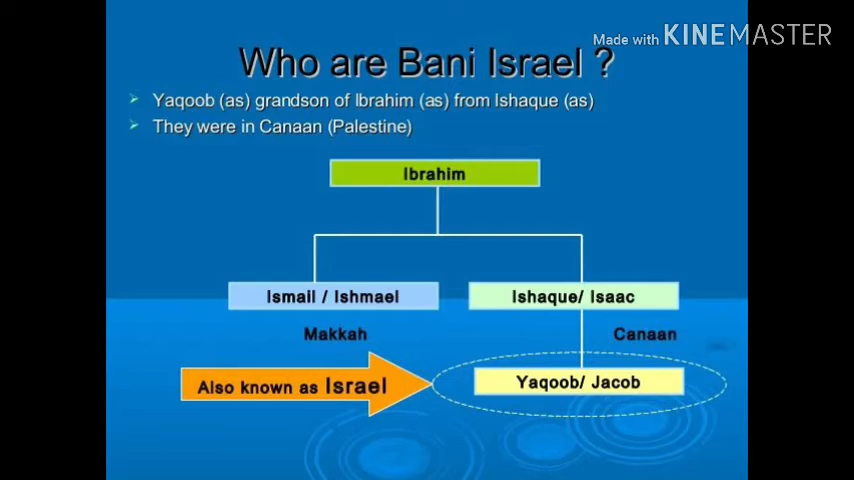 Made with KINEMASTER
Who are Bani Israel ?
Yaqoob (as) grandson of Ibrahim (as) from Ishaque (as)
They were in Canaan (Palestine)
Ibrahim
Ismail / Ishmael
Ishaque/ Isaac
Makkah
Canaan
Also known as Israel
Yaqoob/ Jacob